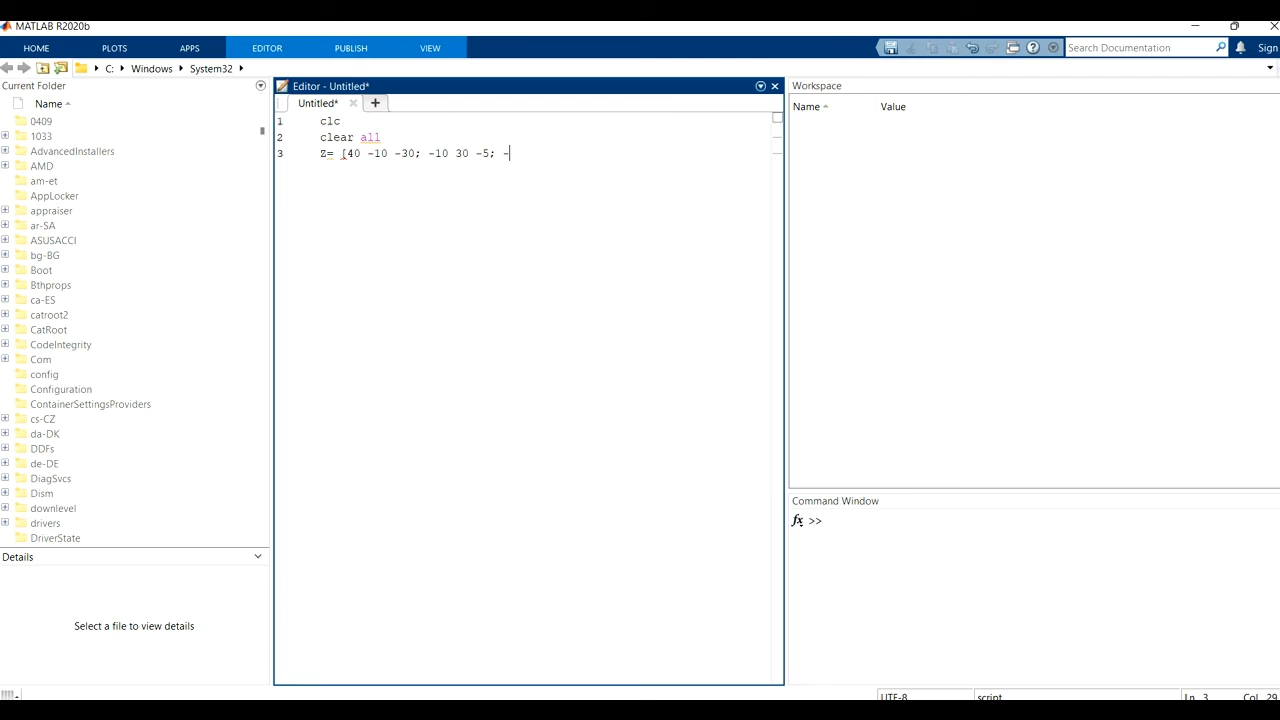 MATLAB R2020b
HOME PLOTS APPS EDITOR PUBLISH VIEW Search Documentation Sign
C: Windows System32
Current Folder
Name
0409
1033
AdvancedInstallers
AMD
am-et
AppLocker
appraiser
ar-SA
ASUSACCI
bg-BG
Boot
Bthprops
ca-ES
catroot2
CatRoot
CodeIntegrity
Com
config
Configuration
ContainerSettingsProviders
cs-CZ
da-DK
DDFs
de-DE
DiagSvcs
Dism
downlevel
drivers
DriverState
Details
Select a file to view details
Editor - Untitled*
Untitled*
1 clc
2 clear all
3 Z= [40 -10 -30; -10 30 -5; -
Workspace
Name Value
Command Window
fx >>
UTF-8 script Ln 3 Col 29